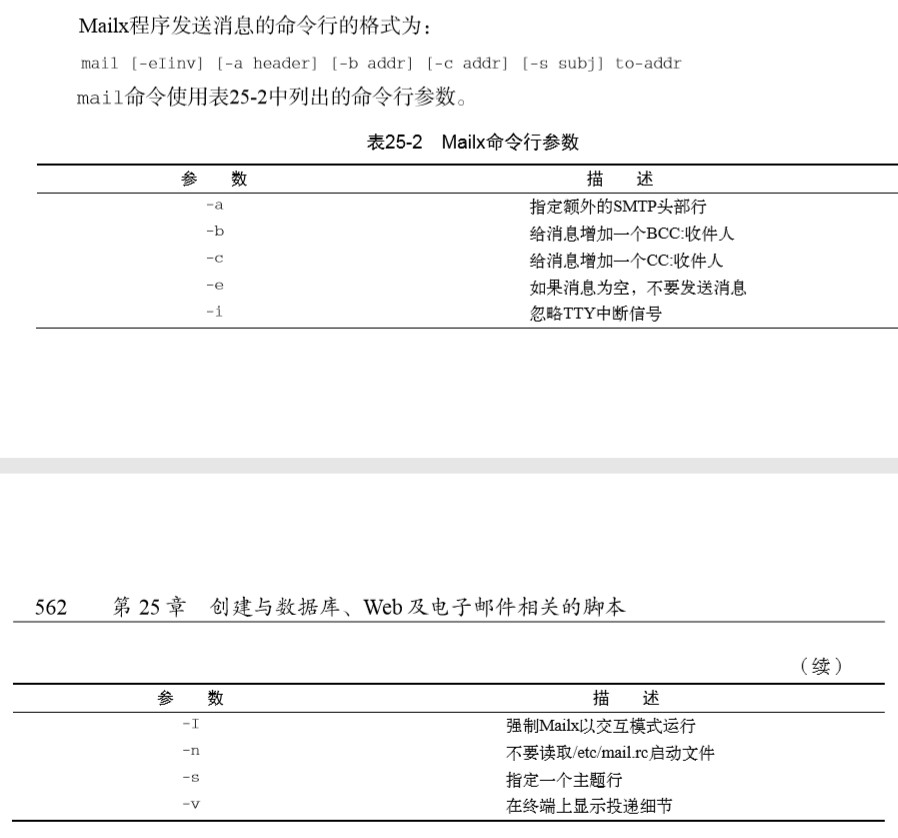 Mailx程序发送消息的命令行的格式为：
mail [-eIinv] [-a header] [-b addr] [-c addr] [-s subj] to-addr
mail命令使用表25-2中列出的命令行参数。
表25-2 Mailx命令行参数
参 数 描 述
-a 指定额外的SMTP头部行
-b 给消息增加一个BCC:收件人
-c 给消息增加一个CC:收件人
-e 如果消息为空，不要发送消息
-i 忽略TTY中断信号
562 第 25 章 创建与数据库、Web 及电子邮件相关的脚本
（续）
参 数 描 述
-I 强制Mailx以交互模式运行
-n 不要读取/etc/mail.rc启动文件
-s 指定一个主题行
-v 在终端上显示投递细节